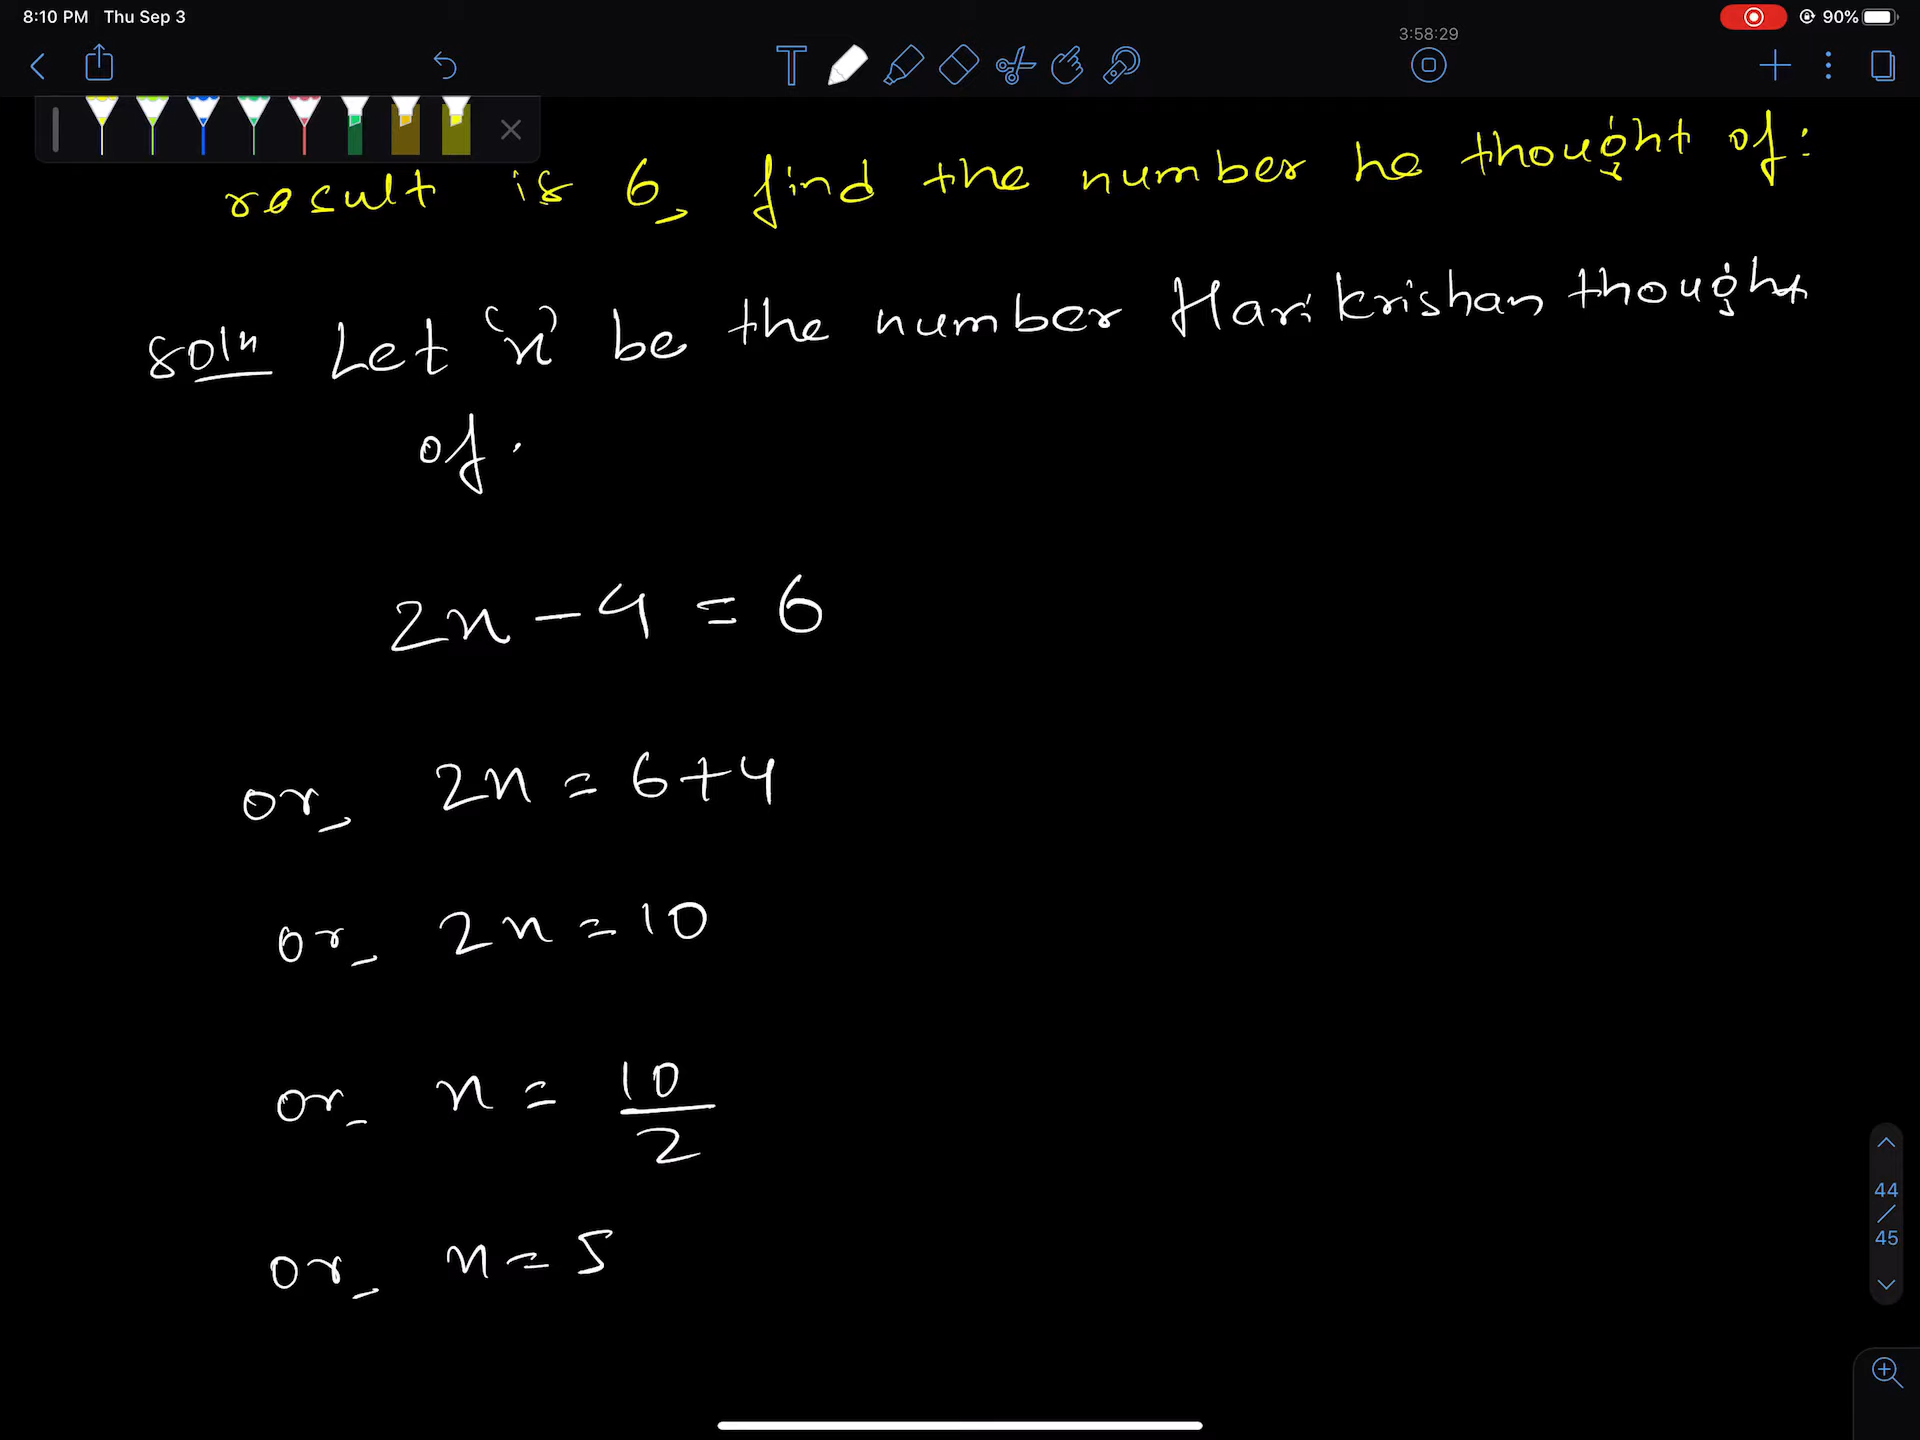 8:10 PM Thu Sep 3
90%
3:58:29
result is 6, find the number he thought of:
Soln Let 'x' be the number Harikrishan thought
of.
2x - 4 = 6
or, 2x = 6+4
or, 2x = 10
or, x = 10/2
or, x = 5
44
/
45